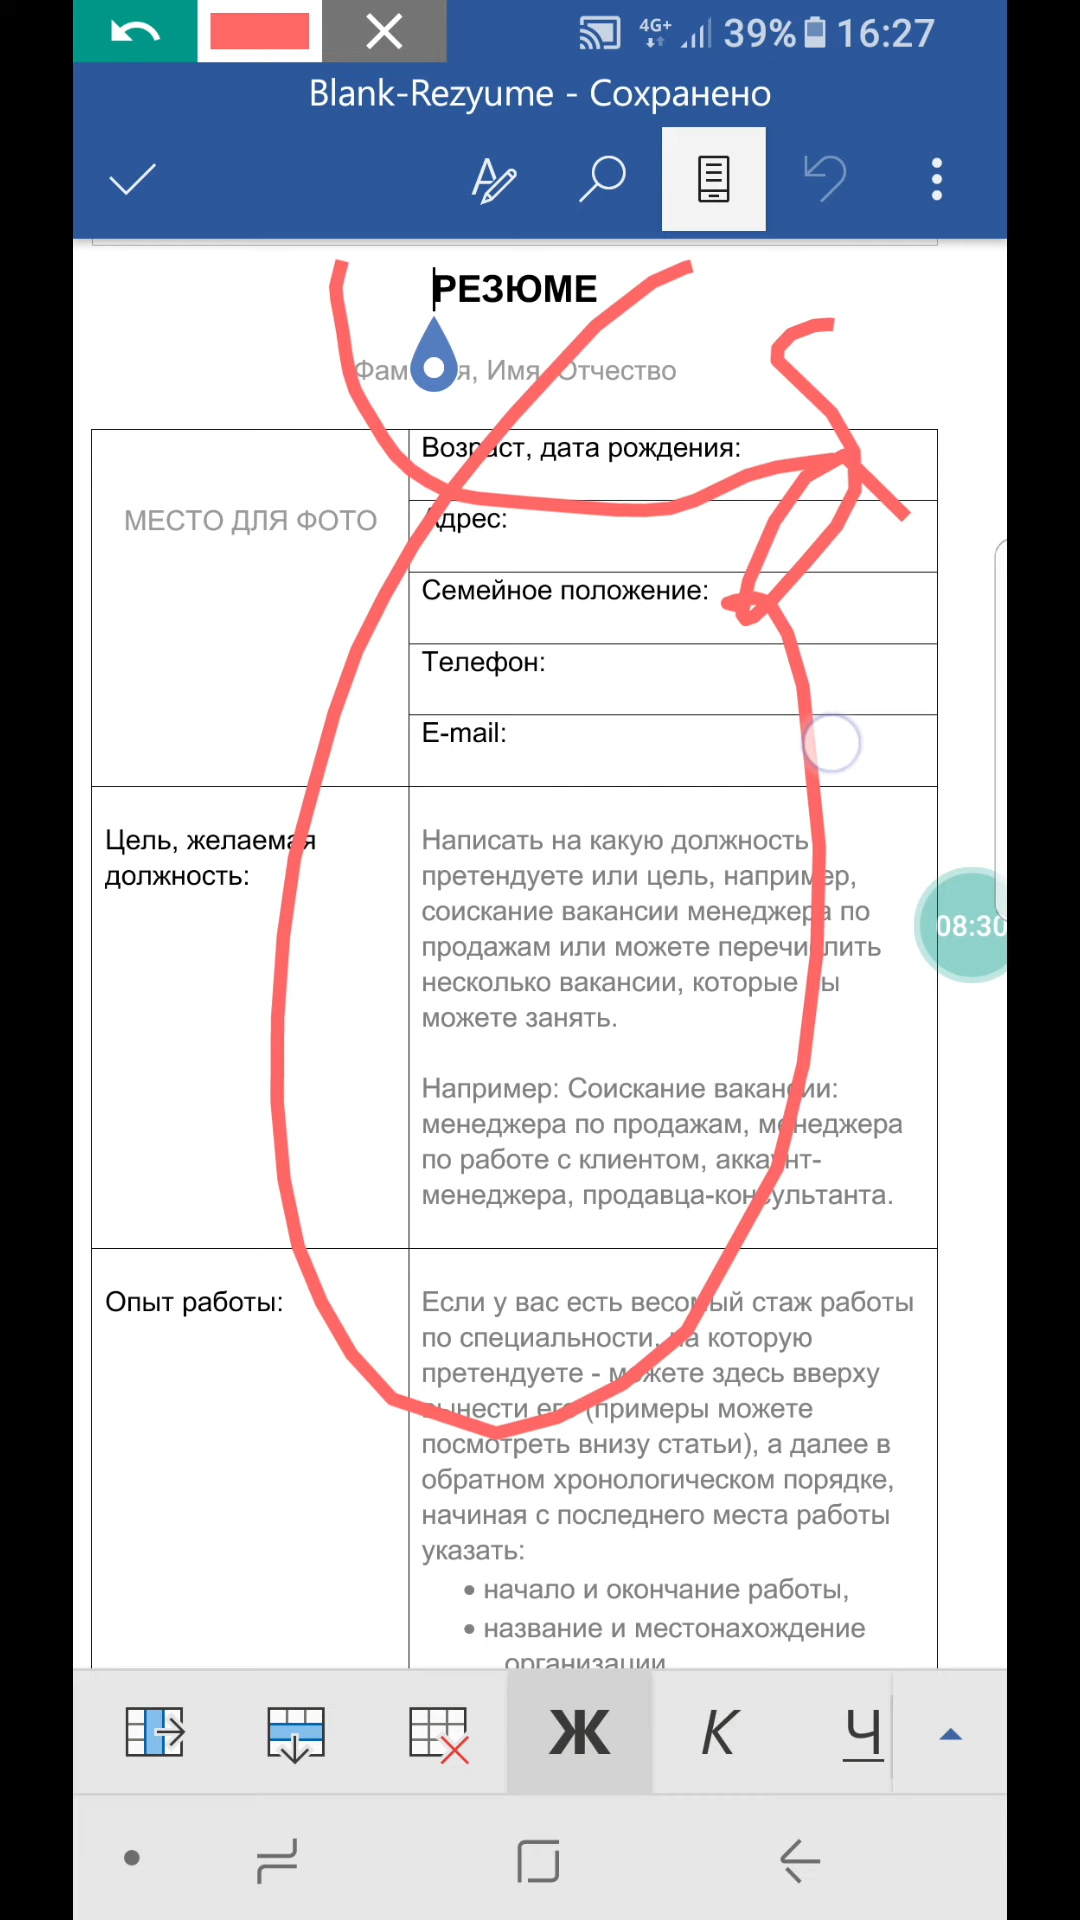 4G+ 39% 16:27
Blank-Rezyume - Сохранено
РЕЗЮМЕ
Имя, Отчество
МЕСТО ДЛЯ ФОТО
Возраст, дата рождения:
Адрес:
Семейное положение:
Телефон:
E-mail:
Цель, желаемая
должность:
Написать на какую должность
претендуете или цель, например,
соискание вакансии менеджера по
продажам или можете перечислить
несколько вакансии, которые вы
можете занять.
Например: Соискание вакансии:
менеджера по продажам, менеджера
по работе с клиентом, аккаунт-
менеджера, продавца-консультанта.
08:30
Опыт работы:
Если у вас есть весомый стаж работы
по специальности, на которую
претендуете - можете здесь вверху
вынести его (примеры можете
посмотреть внизу статьи), а далее в
обратном хронологическом порядке,
начиная с последнего места работы
указать:
• начало и окончание работы,
• название и местонахождение
организации
Ж К Ч